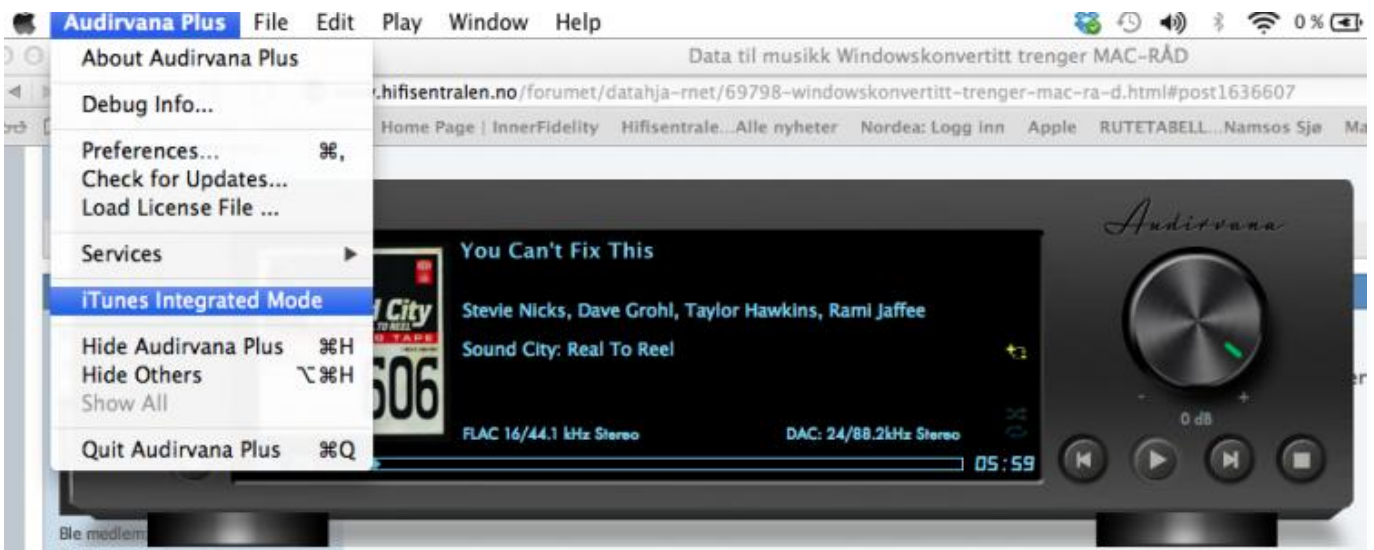 Audirvana Plus File Edit Play Window Help 0 %
About Audirvana Plus
Data til musikk Windowskonvertitt trenger MAC-RÅD
Debug Info...
.hifisentralen.no/forumet/datahja-rnet/69798-windowskonvertitt-trenger-mac-ra-d.html#post1636607
Home Page | InnerFidelity Hifisentrale...Alle nyheter Nordea: Logg inn Apple RUTETABELL...Namsos Sjø Ma
Preferences... ⌘,
Check for Updates...
Load License File ...
Services
iTunes Integrated Mode
Hide Audirvana Plus ⌘H
Hide Others ⌥⌘H
Show All
Quit Audirvana Plus ⌘Q
Audirvana
You Can't Fix This
Stevie Nicks, Dave Grohl, Taylor Hawkins, Rami Jaffee
Sound City: Real To Reel
d City
TO REEL
G TAPE
606
FLAC 16/44.1 kHz Stereo DAC: 24/88.2kHz Stereo
05:59
- +
0 dB
Ble medlem: